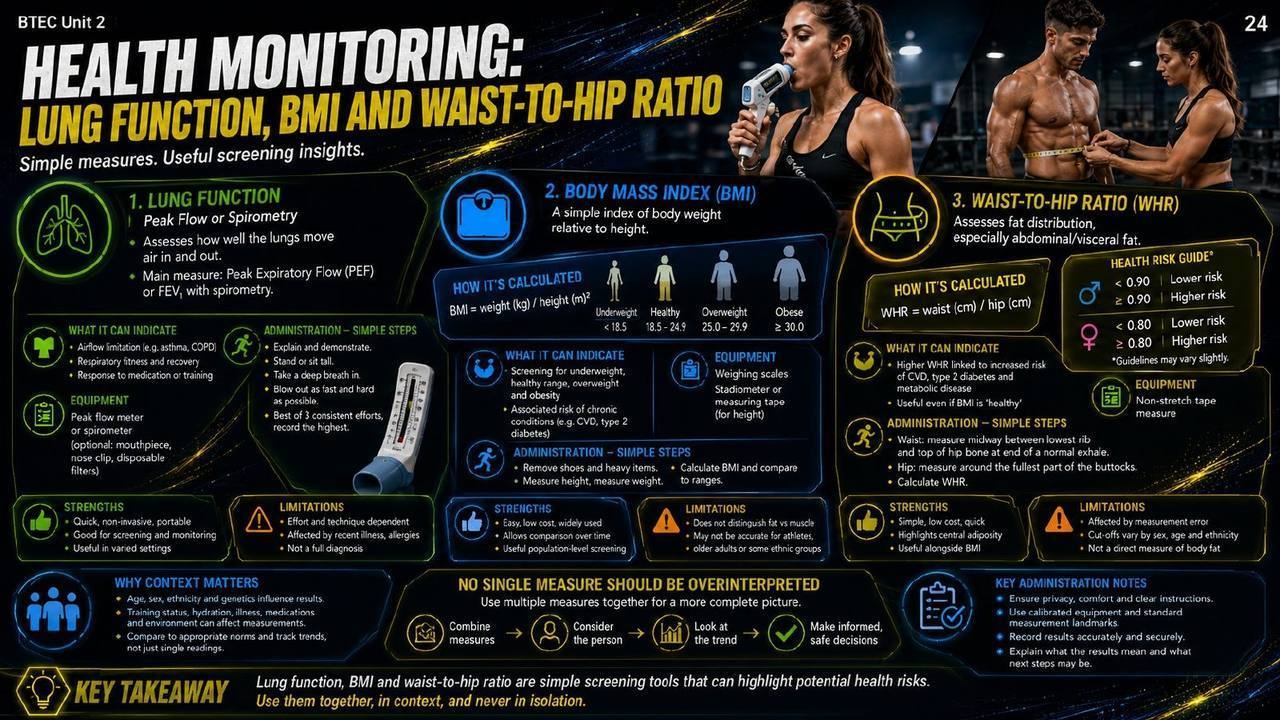 BTEC Unit 2
24
HEALTH MONITORING:
LUNG FUNCTION, BMI AND WAIST-TO-HIP RATIO
Simple measures. Useful screening insights.
1. LUNG FUNCTION
Peak Flow or Spirometry
• Assesses how well the lungs move
air in and out.
• Main measure: Peak Expiratory Flow (PEF)
or FEV₁ with spirometry.
WHAT IT CAN INDICATE
• Airflow limitation (e.g. asthma, COPD)
• Respiratory fitness and recovery
• Response to medication or training
EQUIPMENT
Peak flow meter
or spirometer
(optional: mouthpiece,
nose clip, disposable
filters)
ADMINISTRATION – SIMPLE STEPS
• Explain and demonstrate.
• Stand or sit tall.
• Take a deep breath in.
• Blow out as fast and hard
as possible.
• Best of 3 consistent efforts,
record the highest.
STRENGTHS
• Quick, non-invasive, portable
• Good for screening and monitoring
• Useful in varied settings
LIMITATIONS
• Effort and technique dependent
• Affected by recent illness, allergies
• Not a full diagnosis
2. BODY MASS INDEX (BMI)
A simple index of body weight
relative to height.
HOW IT'S CALCULATED
BMI = weight (kg) / height (m)²
Underweight
< 18.5
Healthy
18.5 - 24.9
Overweight
25.0 – 29.9
Obese
≥ 30.0
WHAT IT CAN INDICATE
• Screening for underweight,
healthy range, overweight
and obesity
• Associated risk of chronic
conditions (e.g. CVD, type 2
diabetes)
EQUIPMENT
Weighing scales
Stadiometer or
measuring tape
(for height)
ADMINISTRATION – SIMPLE STEPS
• Remove shoes and heavy items.
• Measure height, measure weight.
• Calculate BMI and compare
to ranges.
STRENGTHS
• Easy, low cost, widely used
• Allows comparison over time
• Useful population-level screening
LIMITATIONS
• Does not distinguish fat vs muscle
• May not be accurate for athletes,
older adults or some ethnic groups
3. WAIST-TO-HIP RATIO (WHR)
Assesses fat distribution,
especially abdominal/visceral fat.
HOW IT'S CALCULATED
WHR = waist (cm) / hip (cm)
HEALTH RISK GUIDE*
♂ < 0.90 | Lower risk
≥ 0.90 | Higher risk
♀ < 0.80 | Lower risk
≥ 0.80 | Higher risk
*Guidelines may vary slightly.
WHAT IT CAN INDICATE
• Higher WHR linked to increased risk
of CVD, type 2 diabetes and
metabolic disease
• Useful even if BMI is 'healthy'
EQUIPMENT
Non-stretch tape
measure
ADMINISTRATION – SIMPLE STEPS
• Waist: measure midway between lowest rib
and top of hip bone at end of a normal exhale.
• Hip: measure around the fullest part of the buttocks.
• Calculate WHR.
STRENGTHS
• Simple, low cost, quick
• Highlights central adiposity
• Useful alongside BMI
LIMITATIONS
• Affected by measurement error
• Cut-offs vary by sex, age and ethnicity
• Not a direct measure of body fat
WHY CONTEXT MATTERS
• Age, sex, ethnicity and genetics influence results.
• Training status, hydration, illness, medications
and environment can affect measurements.
• Compare to appropriate norms and track trends,
not just single readings.
NO SINGLE MEASURE SHOULD BE OVERINTERPRETED
Use multiple measures together for a more complete picture.
Combine
measures
→
Consider
the person
→
Look at
the trend
→
Make informed,
safe decisions
KEY ADMINISTRATION NOTES
• Ensure privacy, comfort and clear instructions.
• Use calibrated equipment and standard
measurement landmarks.
• Record results accurately and securely.
• Explain what the results mean and what
next steps may be.
KEY TAKEAWAY
Lung function, BMI and waist-to-hip ratio are simple screening tools that can highlight potential health risks.
Use them together, in context, and never in isolation.